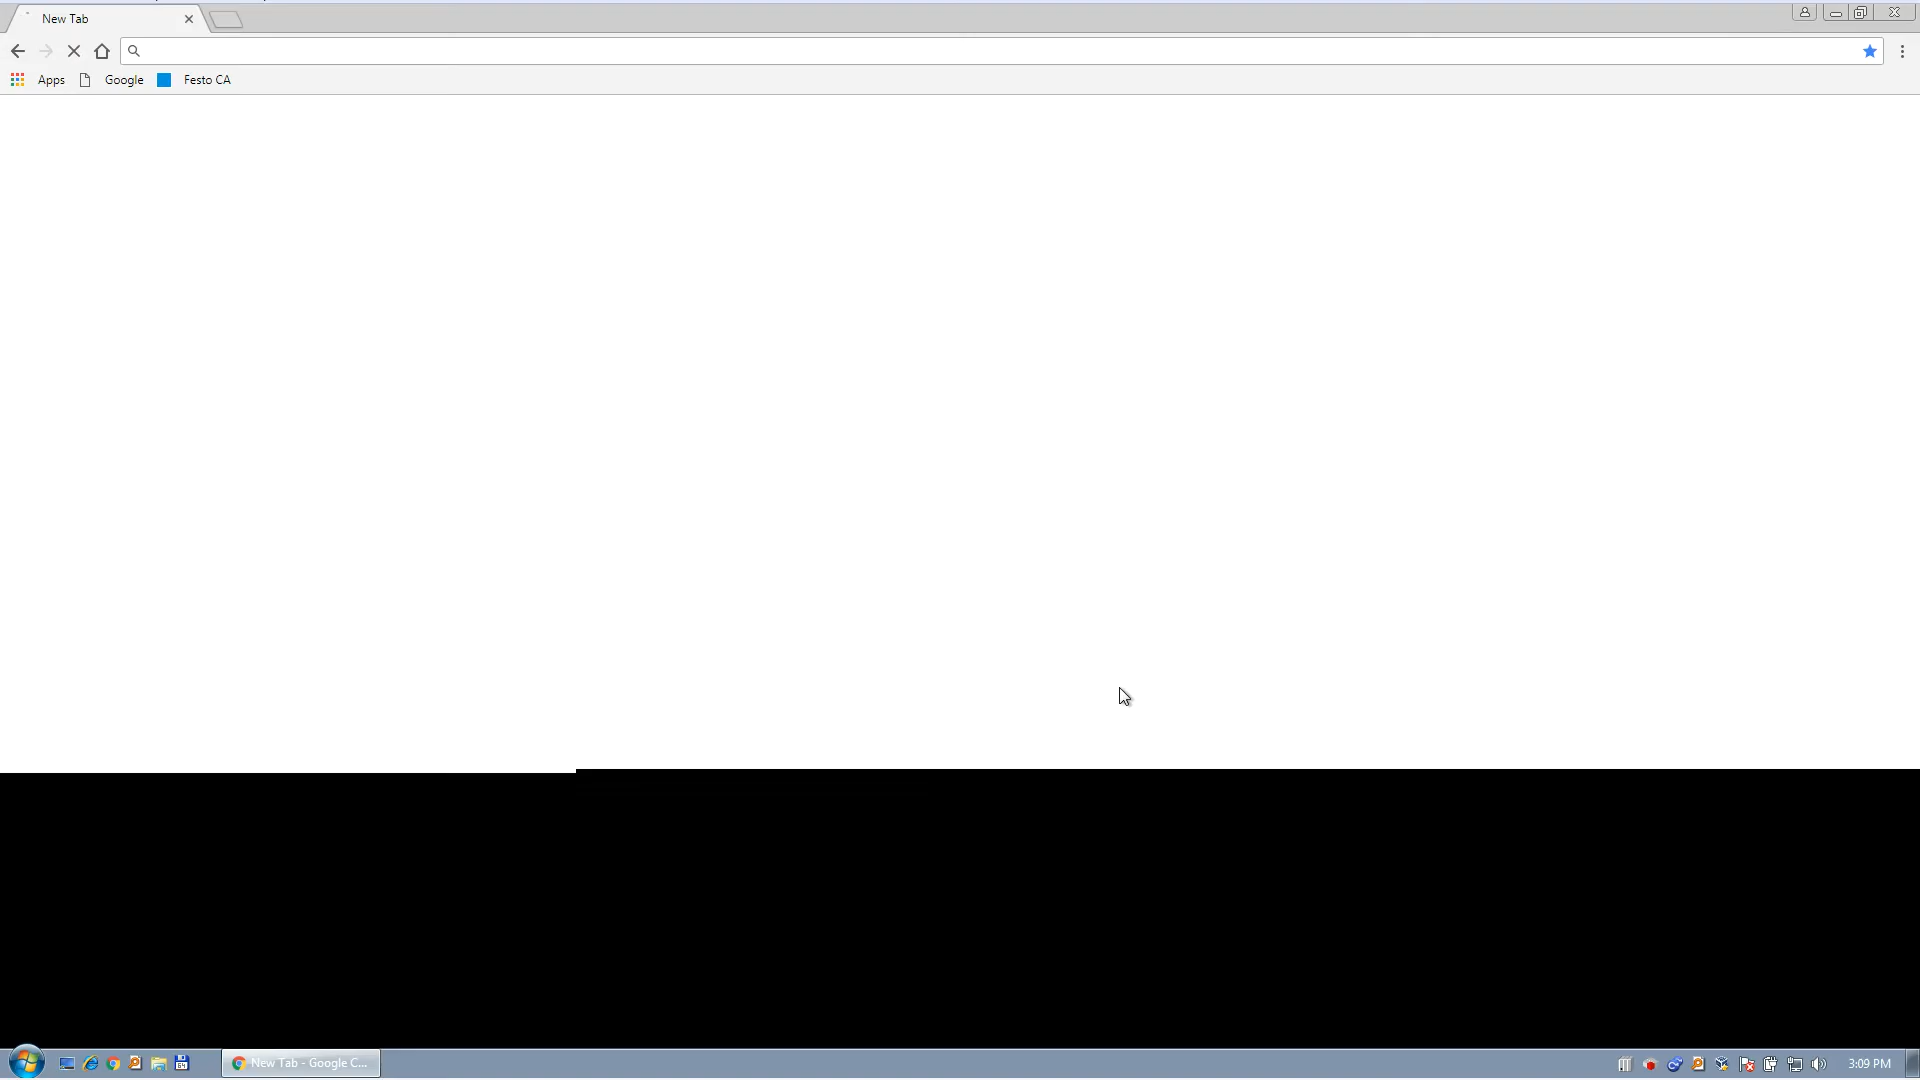 New Tab
Apps
Google
Festo CA
New Tab - Google C...
3:09 PM